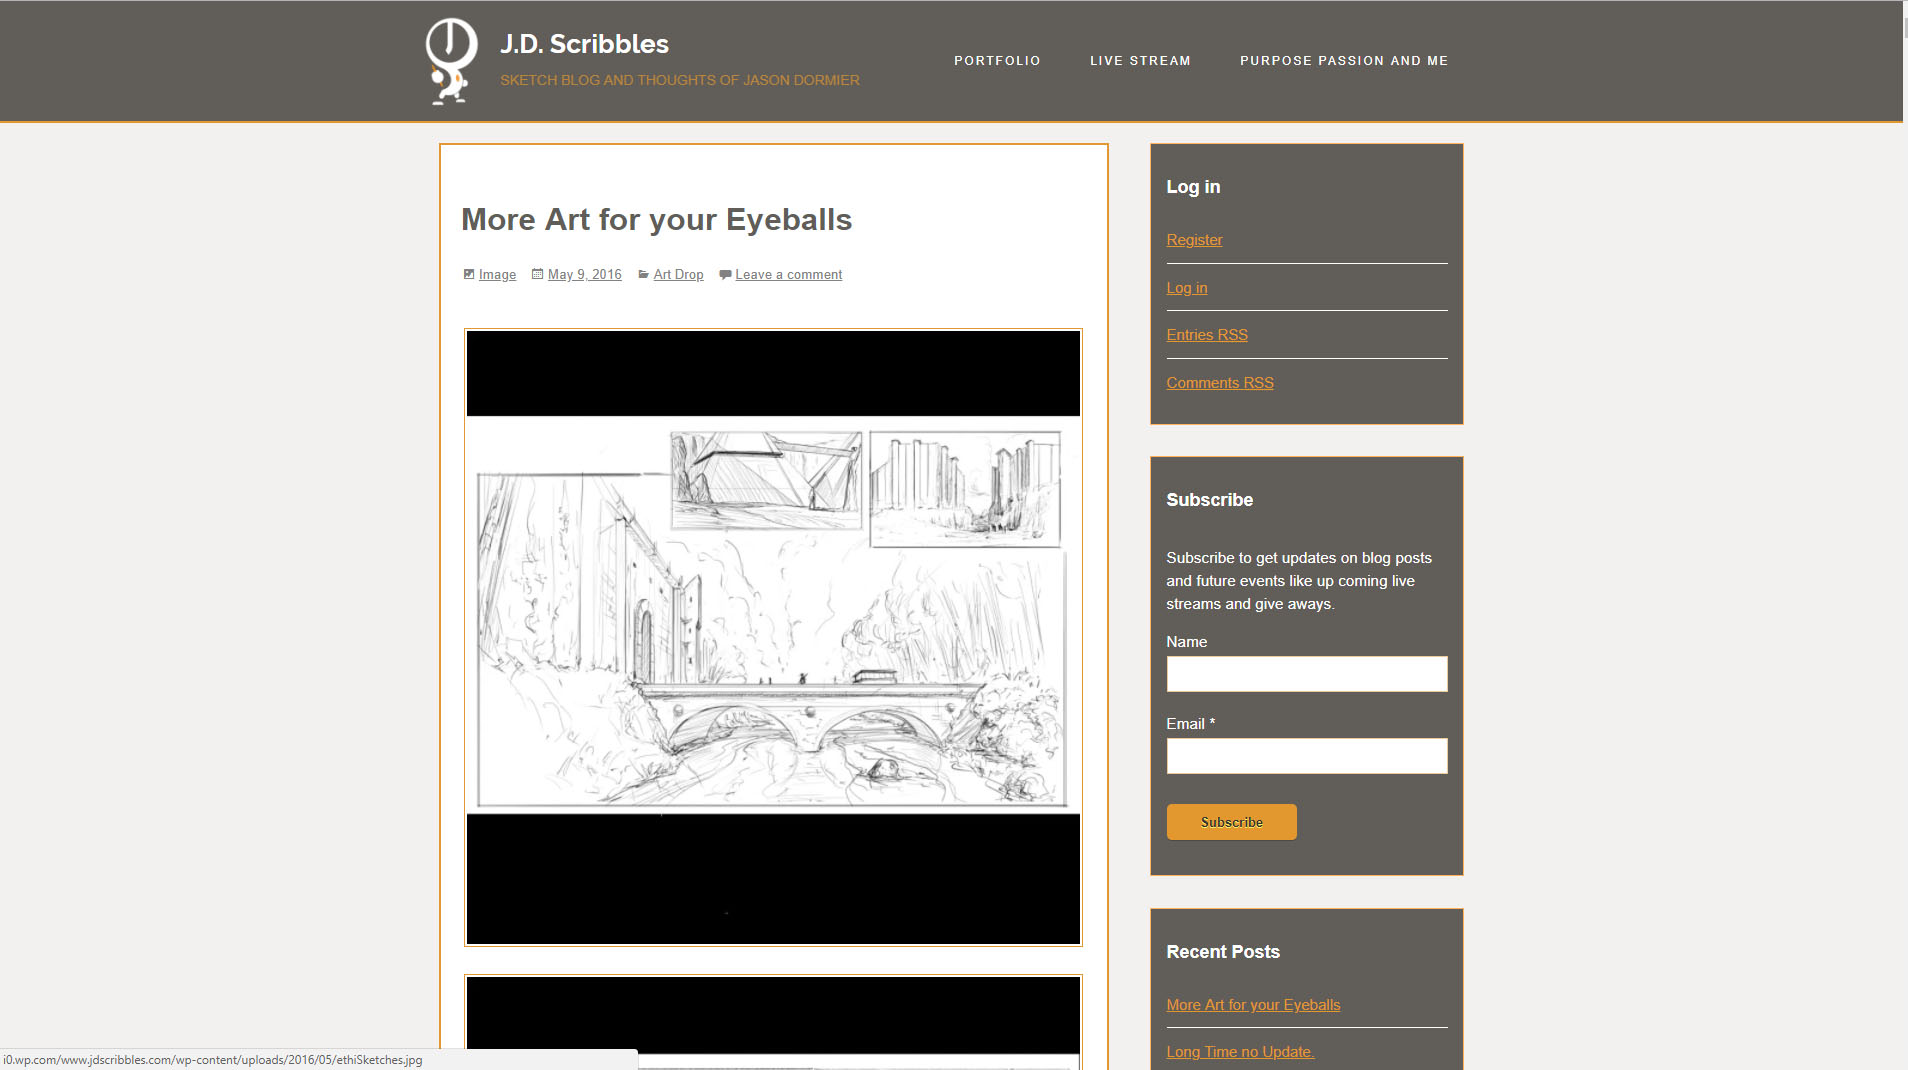 J.D. Scribbles
SKETCH BLOG AND THOUGHTS OF JASON DORMIER
PORTFOLIO
LIVE STREAM
PURPOSE PASSION AND ME
More Art for your Eyeballs
Image
May 9, 2016
Art Drop
Leave a comment
Log in
Register
Log in
Entries RSS
Comments RSS
Subscribe
Subscribe to get updates on blog posts
and future events like up coming live
streams and give aways.
Name
Email *
Subscribe
Recent Posts
More Art for your Eyeballs
Long Time no Update.
i0.wp.com/www.jdscribbles.com/wp-content/uploads/2016/05/ethiSketches.jpg